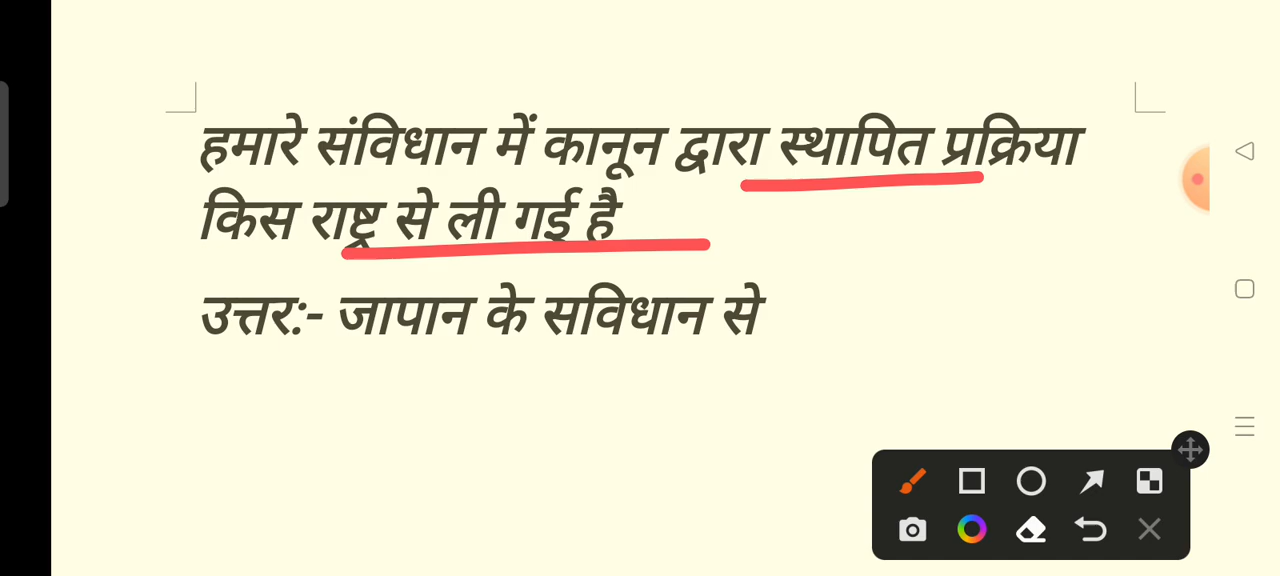 हमारे संविधान में कानून द्वारा स्थापित प्रक्रिया
किस राष्ट्र से ली गई है
उत्तर:- जापान के सविधान से